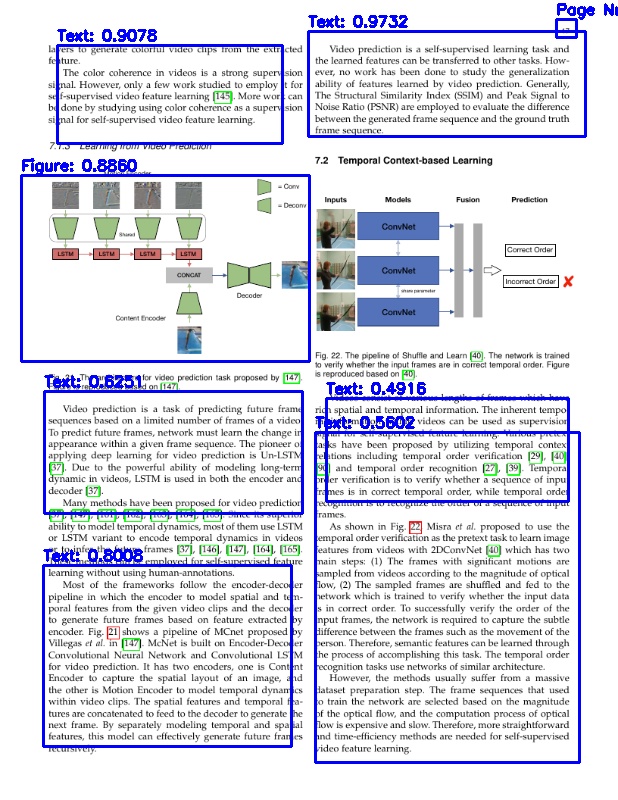 Page Nu
Text: 0.9078
layers to generate colorful video clips from the extracted
feature.
The color coherence in videos is a strong supervision
signal. However, only a few work studied to employ it for
self-supervised video feature learning [145]. More work can
be done by studying using color coherence as a supervision
signal for self-supervised video feature learning.
7.1.3 Learning from Video Prediction
Figure: 0.8860
= Conv
= Deconv
Shared
LSTM LSTM LSTM LSTM
CONCAT
Decoder
Content Encoder
for video prediction task proposed by [147].
on [147].
Text: 0.6251
Video prediction is a task of predicting future frame
sequences based on a limited number of frames of a video.
To predict future frames, network must learn the change in
appearance within a given frame sequence. The pioneer of
applying deep learning for video prediction is Un-LSTM
[37]. Due to the powerful ability of modeling long-term
dynamic in videos, LSTM is used in both the encoder and
decoder [37].
Many methods have been proposed for video prediction
ability to model temporal dynamics, most of them use LSTM
or LSTM variant to encode temporal dynamics in videos
or to infer the future frames [37], [146], [147], [164], [165].
employed for self-supervised feature
learning without using human-annotations.
Most of the frameworks follow the encoder-decoder
pipeline in which the encoder to model spatial and tem-
poral features from the given video clips and the decoder
to generate future frames based on feature extracted by
encoder. Fig. 21 shows a pipeline of MCnet proposed by
Villegas et al. in [147]. McNet is built on Encoder-Decoder
Convolutional Neural Network and Convolutional LSTM
for video prediction. It has two encoders, one is Content
Encoder to capture the spatial layout of an image, and
the other is Motion Encoder to model temporal dynamics
within video clips. The spatial features and temporal fea-
tures are concatenated to feed to the decoder to generate the
next frame. By separately modeling temporal and spatial
features, this model can effectively generate future frames
recursively.
Text: 0.9732
Video prediction is a self-supervised learning task and
the learned features can be transferred to other tasks. How-
ever, no work has been done to study the generalization
ability of features learned by video prediction. Generally,
The Structural Similarity Index (SSIM) and Peak Signal to
Noise Ratio (PSNR) are employed to evaluate the difference
between the generated frame sequence and the ground truth
frame sequence.
7.2 Temporal Context-based Learning
Inputs Models Fusion Prediction
ConvNet
Correct Order
ConvNet
Incorrect Order
share parameter
ConvNet
Fig. 22. The pipeline of Shuffle and Learn [40]. The network is trained
to verify whether the input frames are in correct temporal order. Figure
is reproduced based on [40].
Text: 0.4916
Videos consist of various lengths of frames which have
rich spatial and temporal information. The inherent tempo
videos can be used as supervision
Text: 0.5602
signal for self-supervised feature learning. Various pretext
tasks have been proposed by utilizing temporal contex
relations including temporal order verification [29], [40]
[90] and temporal order recognition [27], [39]. Tempora
order verification is to verify whether a sequence of input
frames is in correct temporal order, while temporal order
recognition is to recognize the order of a sequence of input
frames.
As shown in Fig. 22, Misra et al. proposed to use the
temporal order verification as the pretext task to learn image
features from videos with 2DConvNet [40] which has two
main steps: (1) The frames with significant motions are
sampled from videos according to the magnitude of optical
flow, (2) The sampled frames are shuffled and fed to the
network which is trained to verify whether the input data
is in correct order. To successfully verify the order of the
input frames, the network is required to capture the subtle
difference between the frames such as the movement of the
person. Therefore, semantic features can be learned through
the process of accomplishing this task. The temporal order
recognition tasks use networks of similar architecture.
However, the methods usually suffer from a massive
dataset preparation step. The frame sequences that used
to train the network are selected based on the magnitude
of the optical flow, and the computation process of optical
flow is expensive and slow. Therefore, more straightforward
and time-efficiency methods are needed for self-supervised
video feature learning.